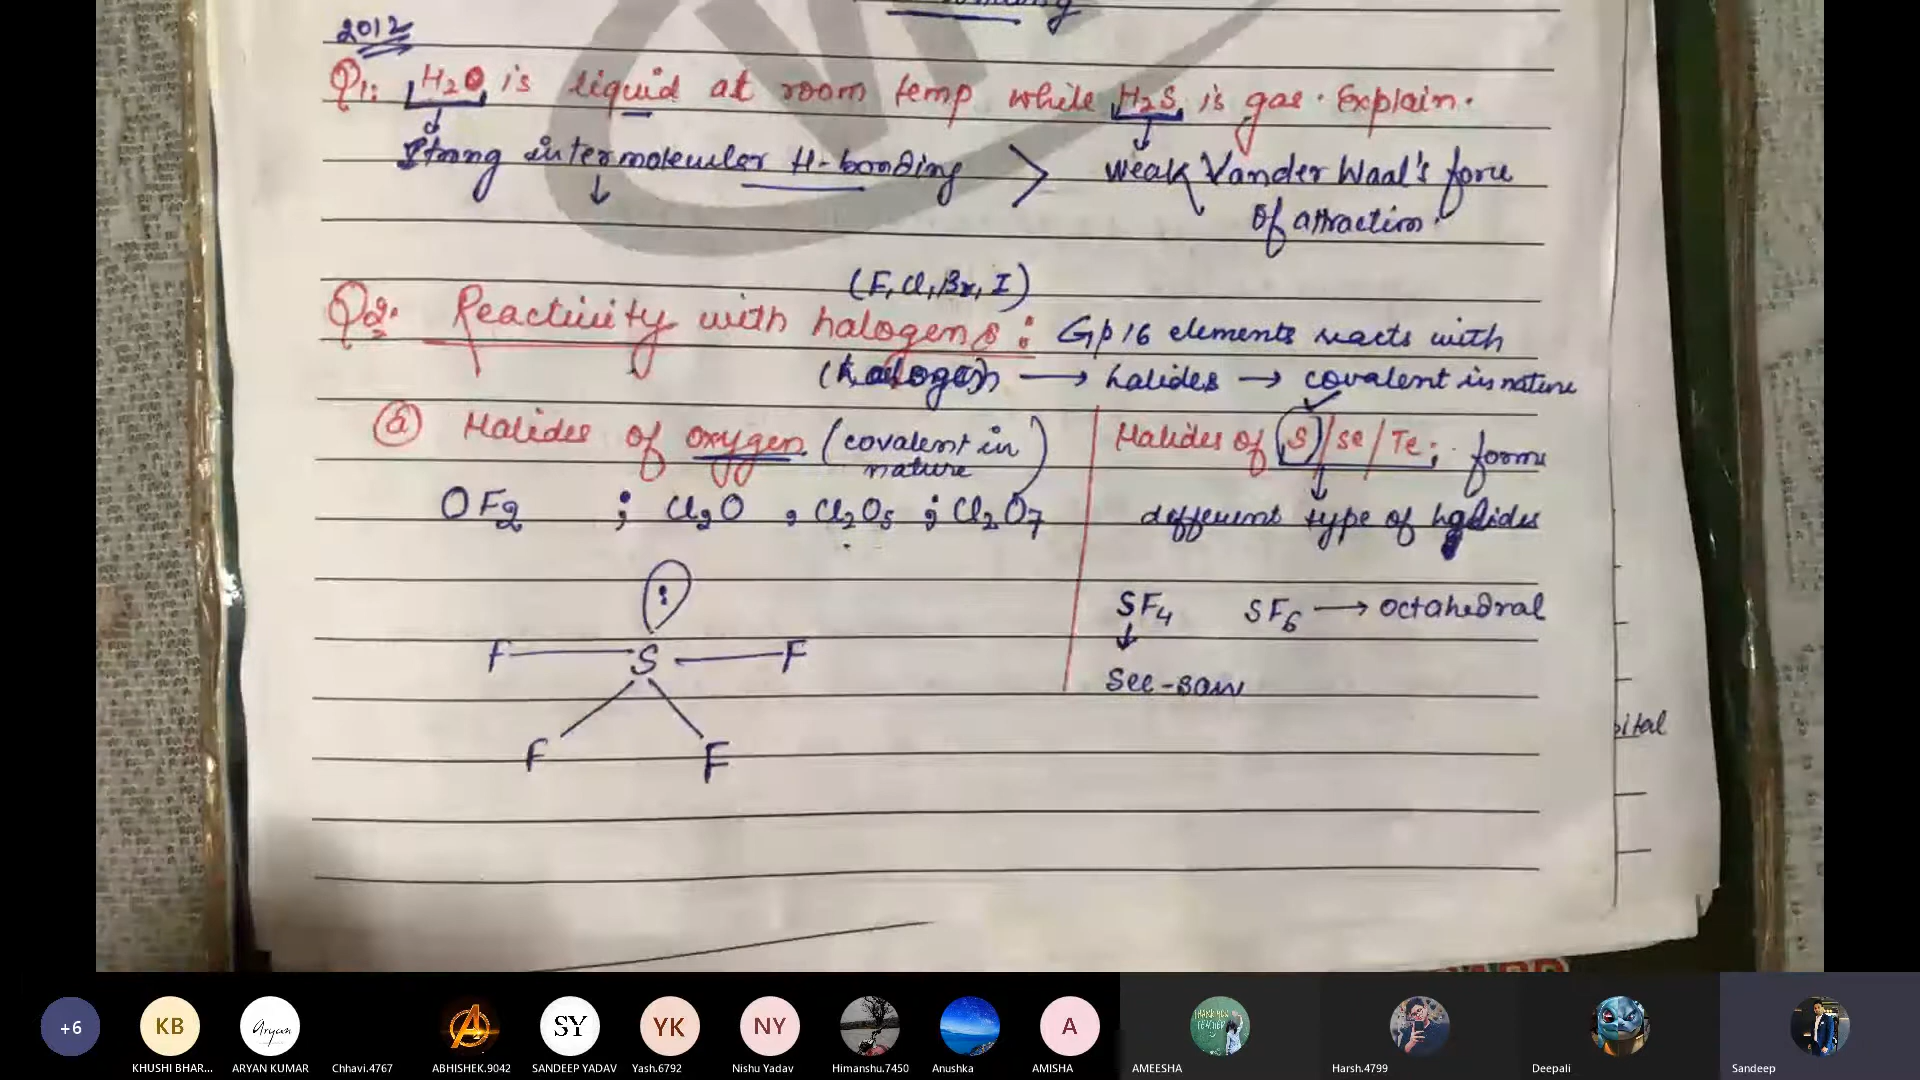 2012
Q1: H2O is liquid at room temp while H2S is gas. Explain.
Strong intermolecular H-bonding > weak Vander Waal's force
of attraction.
(F, Cl, Br, I)
Q2. Reactivity with halogens: Gp 16 elements reacts with
(halogen) → halides → covalent in nature
(a) Halides of oxygen (covalent in nature)
OF2 ; Cl2O , Cl2O5 ; Cl2O7
Halides of S/Se/Te; forms
different type of halides
SF4 SF6 → octahedral
See-saw
F S F
F F
+6
KB
SY
YK
NY
A
KHUSHI BHAR...
ARYAN KUMAR
Chhavi.4767
ABHISHEK.9042
SANDEEP YADAV
Yash.6792
Nishu Yadav
Himanshu.7450
Anushka
AMISHA
AMEESHA
Harsh.4799
Deepali
Sandeep